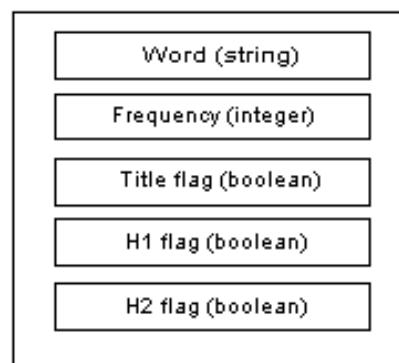 Word (string)
Frequency (integer)
Title flag (boolean)
H1 flag (boolean)
H2 flag (boolean)